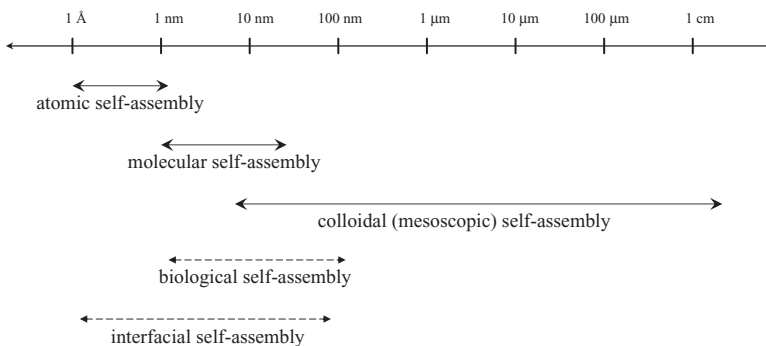 1 Å 1 nm 10 nm 100 nm 1 μm 10 μm 100 μm 1 cm
atomic self-assembly
molecular self-assembly
colloidal (mesoscopic) self-assembly
biological self-assembly
interfacial self-assembly